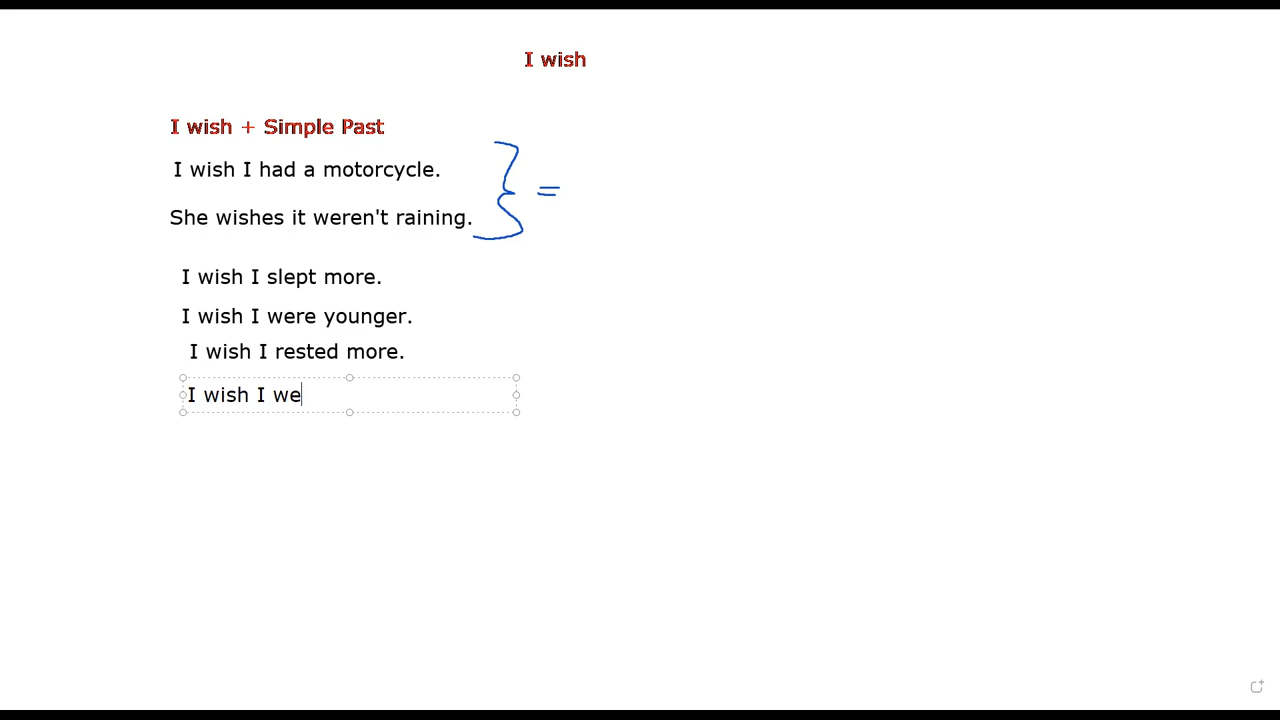 I wish
I wish + Simple Past
I wish I had a motorcycle.
=
She wishes it weren't raining.
I wish I slept more.
I wish I were younger.
I wish I rested more.
I wish I we